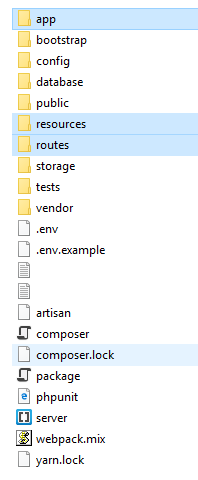 app
bootstrap
config
database
public
resources
routes
storage
tests
vendor
.env
.env.example
artisan
composer
composer.lock
package
phpunit
server
webpack.mix
yarn.lock